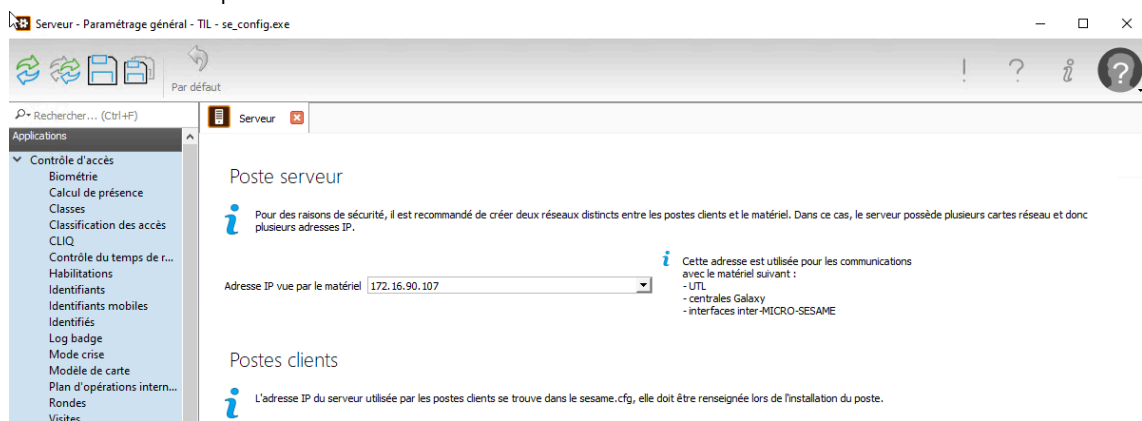 Serveur - Paramétrage général - TIL - se_config.exe
Par défaut
Rechercher... (Ctrl+F)
Applications
Contrôle d'accès
Biométrie
Calcul de présence
Classes
Classification des accès
CLIQ
Contrôle du temps de r...
Habilitations
Identifiants
Identifiants mobiles
Identifiés
Log badge
Mode crise
Modèle de carte
Plan d'opérations intern...
Rondes
Visites
Serveur
Poste serveur
Pour des raisons de sécurité, il est recommandé de créer deux réseaux distincts entre les postes clients et le matériel. Dans ce cas, le serveur possède plusieurs cartes réseau et donc
plusieurs adresses IP.
Adresse IP vue par le matériel 172.16.90.107
Cette adresse est utilisée pour les communications
avec le matériel suivant :
- UTL
- centrales Galaxy
- interfaces inter-MICRO-SESAME
Postes clients
L'adresse IP du serveur utilisée par les postes clients se trouve dans le sesame.cfg, elle doit être renseignée lors de l'installation du poste.